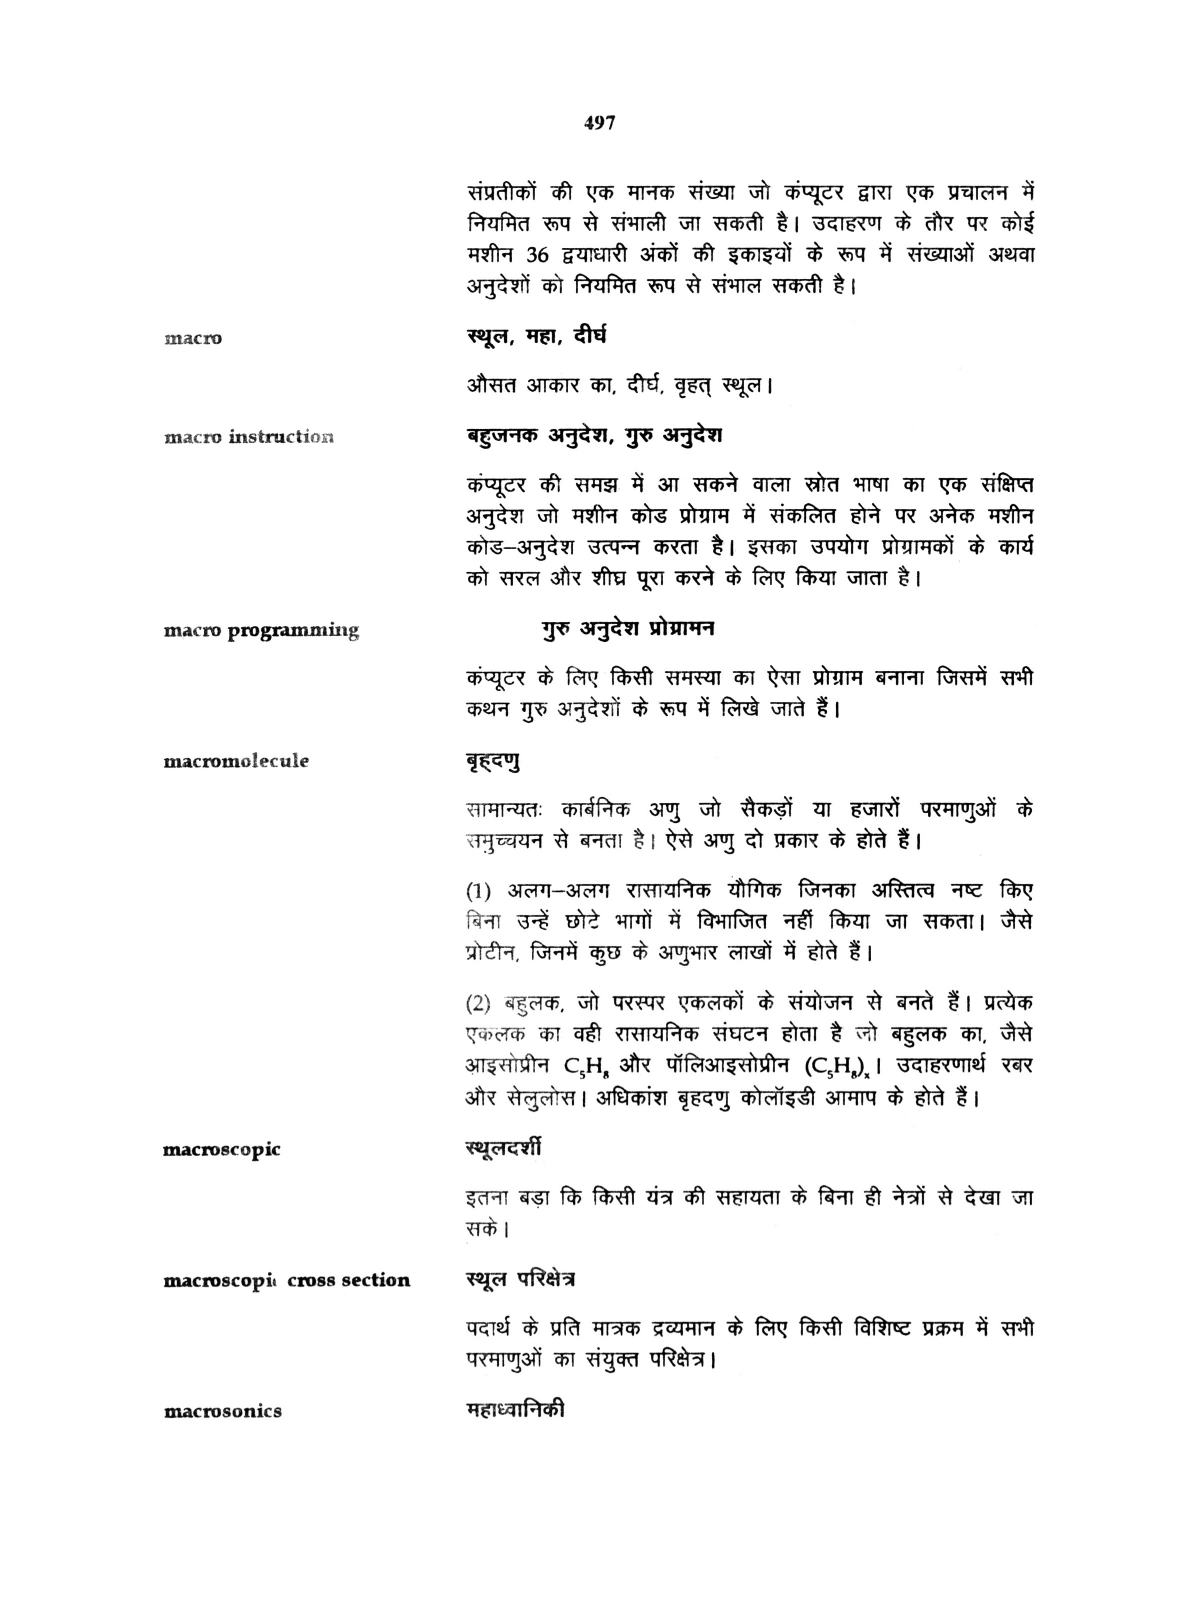 497
संप्रतीकों की एक मानक संख्या जो कंप्यूटर द्वारा एक प्रचालन में
नियमित रूप से संभाली जा सकती है। उदाहरण के तौर पर कोई
मशीन 36 द्वयाधारी अंकों की इकाइयों के रूप में संख्याओं अथवा
अनुदेशों को नियमित रूप से संभाल सकती है।
macro स्थूल, महा, दीर्घ
औसत आकार का, दीर्घ, वृहत् स्थूल।
macro instruction बहुजनक अनुदेश, गुरु अनुदेश
कंप्यूटर की समझ में आ सकने वाला स्रोत भाषा का एक संक्षिप्त
अनुदेश जो मशीन कोड प्रोग्राम में संकलित होने पर अनेक मशीन
कोड–अनुदेश उत्पन्न करता है। इसका उपयोग प्रोग्रामकों के कार्य
को सरल और शीघ्र पूरा करने के लिए किया जाता है।
macro programming गुरु अनुदेश प्रोग्रामन
कंप्यूटर के लिए किसी समस्या का ऐसा प्रोग्राम बनाना जिसमें सभी
कथन गुरु अनुदेशों के रूप में लिखे जाते हैं।
macromolecule बृहद्णु
सामान्यतः कार्बनिक अणु जो सैकड़ों या हजारों परमाणुओं के
समुच्चयन से बनता है। ऐसे अणु दो प्रकार के होते हैं।
(1) अलग–अलग रासायनिक यौगिक जिनका अस्तित्व नष्ट किए
बिना उन्हें छोटे भागों में विभाजित नहीं किया जा सकता। जैसे
प्रोटीन, जिनमें कुछ के अणुभार लाखों में होते हैं।
(2) बहुलक, जो परस्पर एकलकों के संयोजन से बनते हैं। प्रत्येक
एकलक का वही रासायनिक संघटन होता है जो बहुलक का, जैसे
आइसोप्रीन C₅H₈ और पॉलिआइसोप्रीन (C₅H₈)ₓ। उदाहरणार्थ रबर
और सेलुलोस। अधिकांश बृहदणु कोलॉइडी आमाप के होते हैं।
macroscopic स्थूलदर्शी
इतना बड़ा कि किसी यंत्र की सहायता के बिना ही नेत्रों से देखा जा
सके।
macroscopic cross section स्थूल परिक्षेत्र
पदार्थ के प्रति मात्रक द्रव्यमान के लिए किसी विशिष्ट प्रक्रम में सभी
परमाणुओं का संयुक्त परिक्षेत्र।
macrosonics महाध्वानिकी